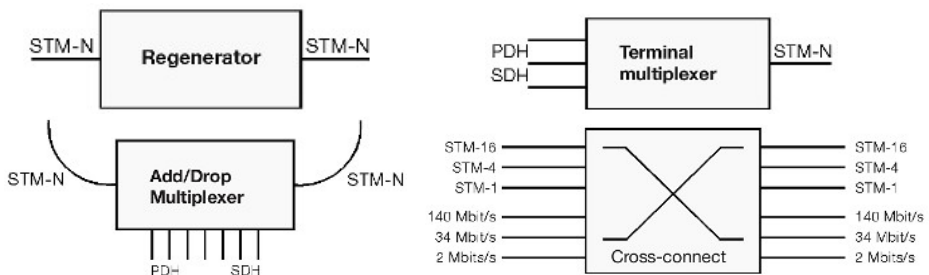 STM-N
Regenerator
STM-N
STM-N
Add/Drop
Multiplexer
STM-N
PDH
SDH
PDH
SDH
Terminal
multiplexer
STM-N
STM-16
STM-4
STM-1
140 Mbit/s
34 Mbit/s
2 Mbits/s
Cross-connect
STM-16
STM-4
STM-1
140 Mbit/s
34 Mbit/s
2 Mbit/s